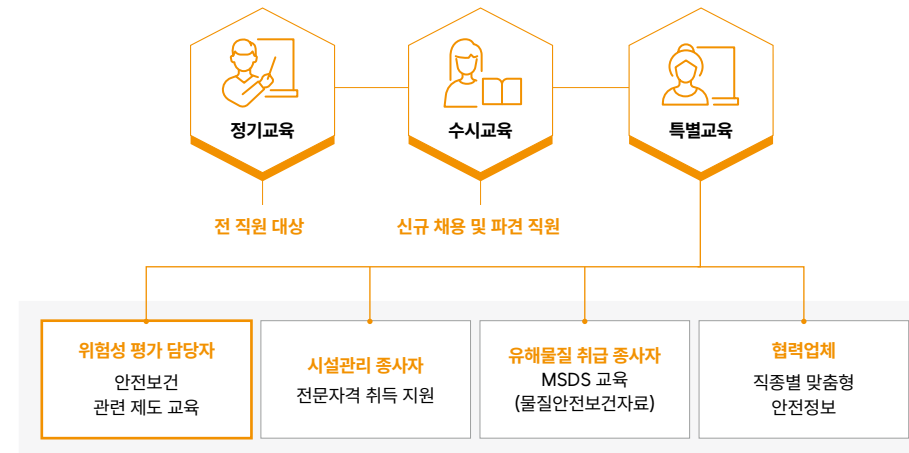 정기교육
수시교육
특별교육
전 직원 대상
신규 채용 및 파견 직원
위험성 평가 담당자
안전보건
관련 제도 교육
시설관리 종사자
전문자격 취득 지원
유해물질 취급 종사자
MSDS 교육
(물질안전보건자료)
협력업체
직종별 맞춤형
안전정보